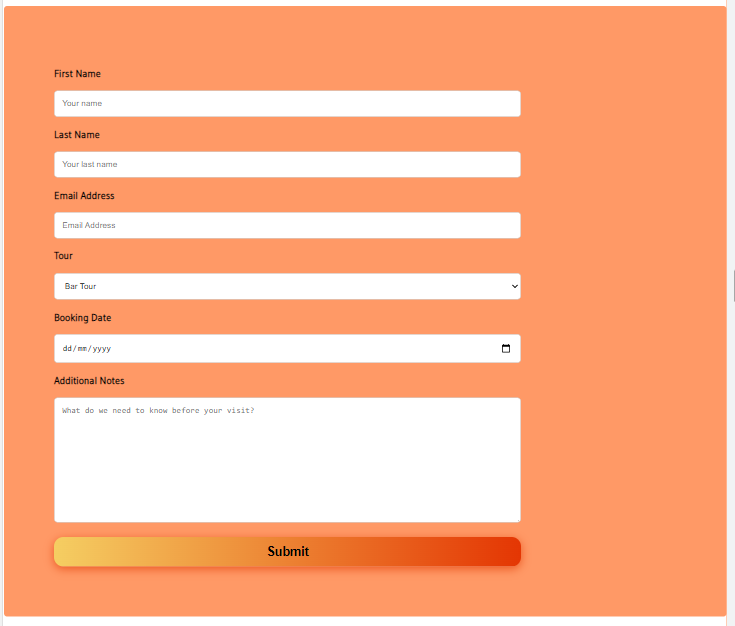 First Name
Your name
Last Name
Your last name
Email Address
Email Address
Tour
Bar Tour
Booking Date
dd/mm/yyyy
Additional Notes
What do we need to know before your visit?
Submit